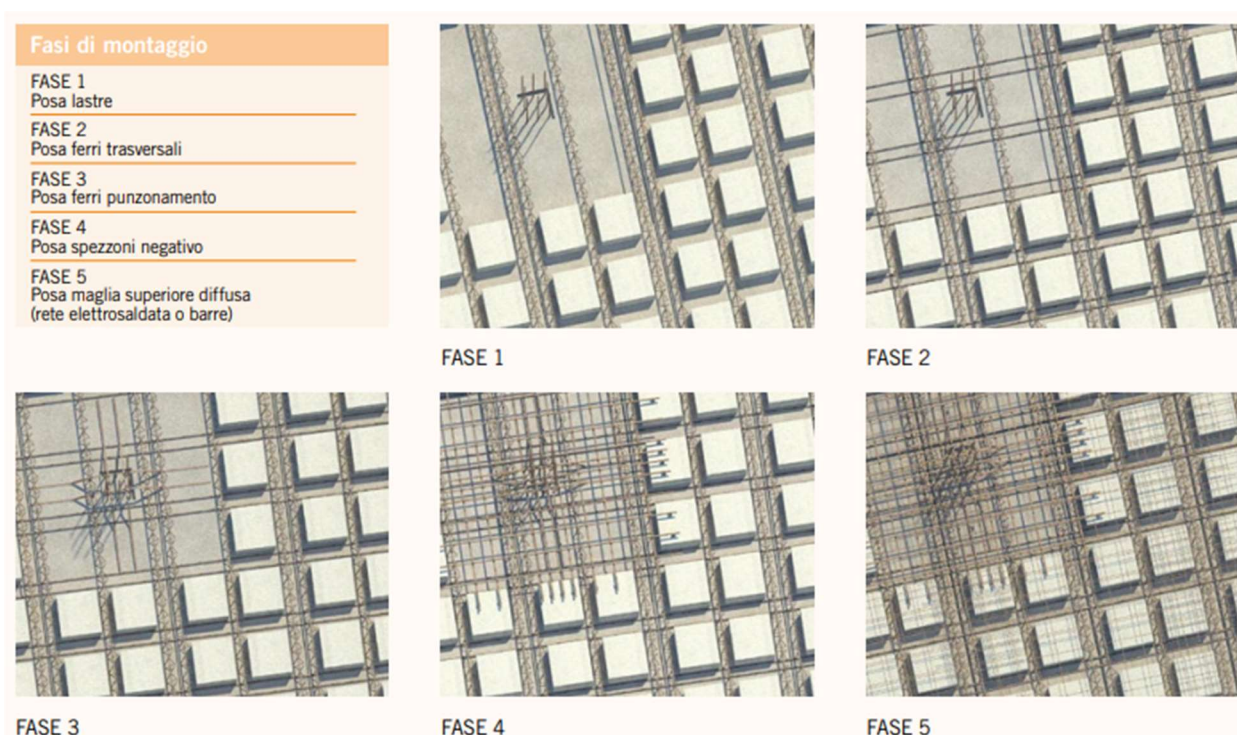 Fasi di montaggio
FASE 1
Posa lastre
FASE 2
Posa ferri trasversali
FASE 3
Posa ferri punzonamento
FASE 4
Posa spezzoni negativo
FASE 5
Posa maglia superiore diffusa
(rete elettrosaldata o barre)
FASE 1
FASE 2
FASE 3
FASE 4
FASE 5